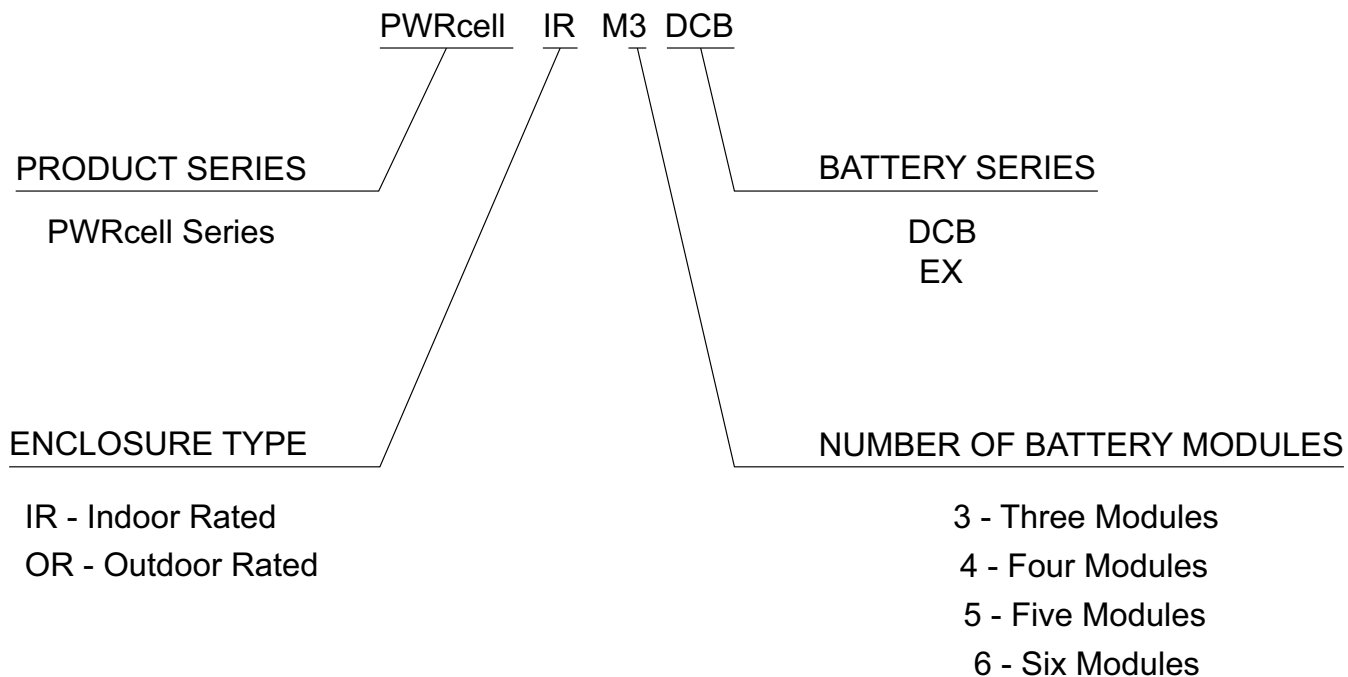 PWRcell IR M3 DCB
PRODUCT SERIES
PWRcell Series
BATTERY SERIES
DCB
EX
ENCLOSURE TYPE
IR - Indoor Rated
OR - Outdoor Rated
NUMBER OF BATTERY MODULES
3 - Three Modules
4 - Four Modules
5 - Five Modules
6 - Six Modules